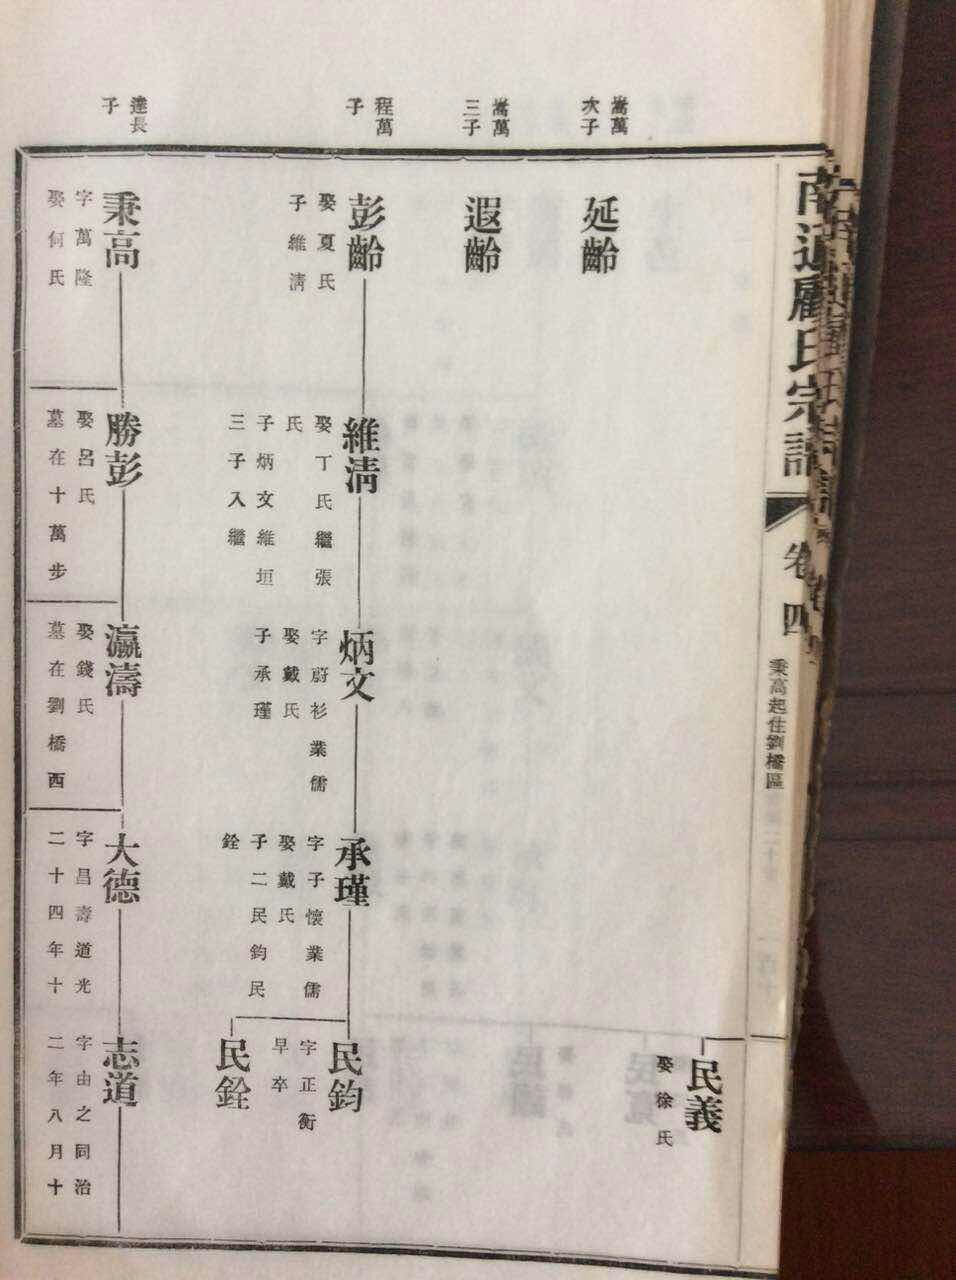 南通顧氏宗譜
卷四
秉高起住劉橋區
民義
娶徐氏
嵩萬
次子
延齡
嵩萬
三子
遐齡
程萬
子
彭齡
娶夏氏
子維清
維清
娶丁氏繼張
氏
子炳文維垣
三子入繼
炳文
字蔚衫業儒
娶戴氏
子承瑾
承瑾
字子懷業儒
娶戴氏
子二民鈞民
銓
民鈞
字正衡
早卒
民銓
達長
子
秉高
字萬隆
娶何氏
勝彭
娶呂氏
墓在十萬步
瀛濤
娶錢氏
墓在劉橋西
大德
字昌壽道光
二十四年十
志道
字由之同治
二年八月十